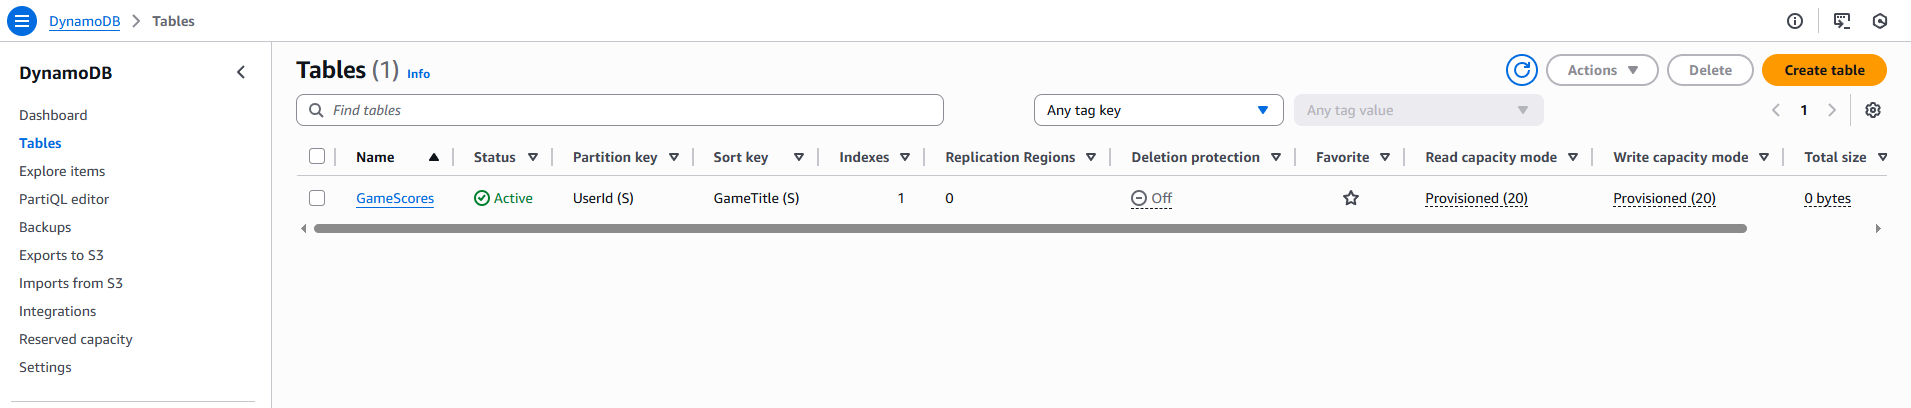 DynamoDB > Tables
DynamoDB
Dashboard
Tables
Explore items
PartiQL editor
Backups
Exports to S3
Imports from S3
Integrations
Reserved capacity
Settings
Tables (1) Info
Actions
Delete
Create table
Find tables
Any tag key
Any tag value
1
Name Status Partition key Sort key Indexes Replication Regions Deletion protection Favorite Read capacity mode Write capacity mode Total size
GameScores Active UserId (S) GameTitle (S) 1 0 Off Provisioned (20) Provisioned (20) 0 bytes